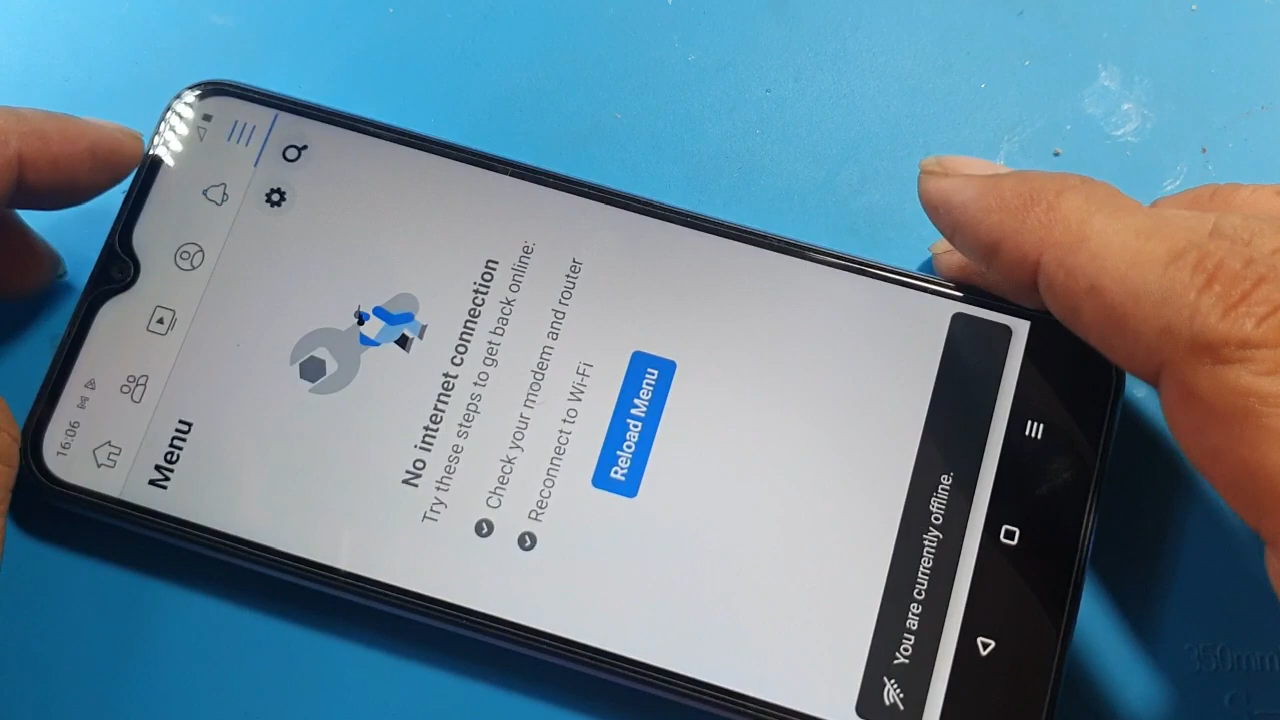 16:06
Menu
No internet connection
Try these steps to get back online:
Check your modem and router
Reconnect to Wi-Fi
Reload Menu
You are currently offline.
350mm